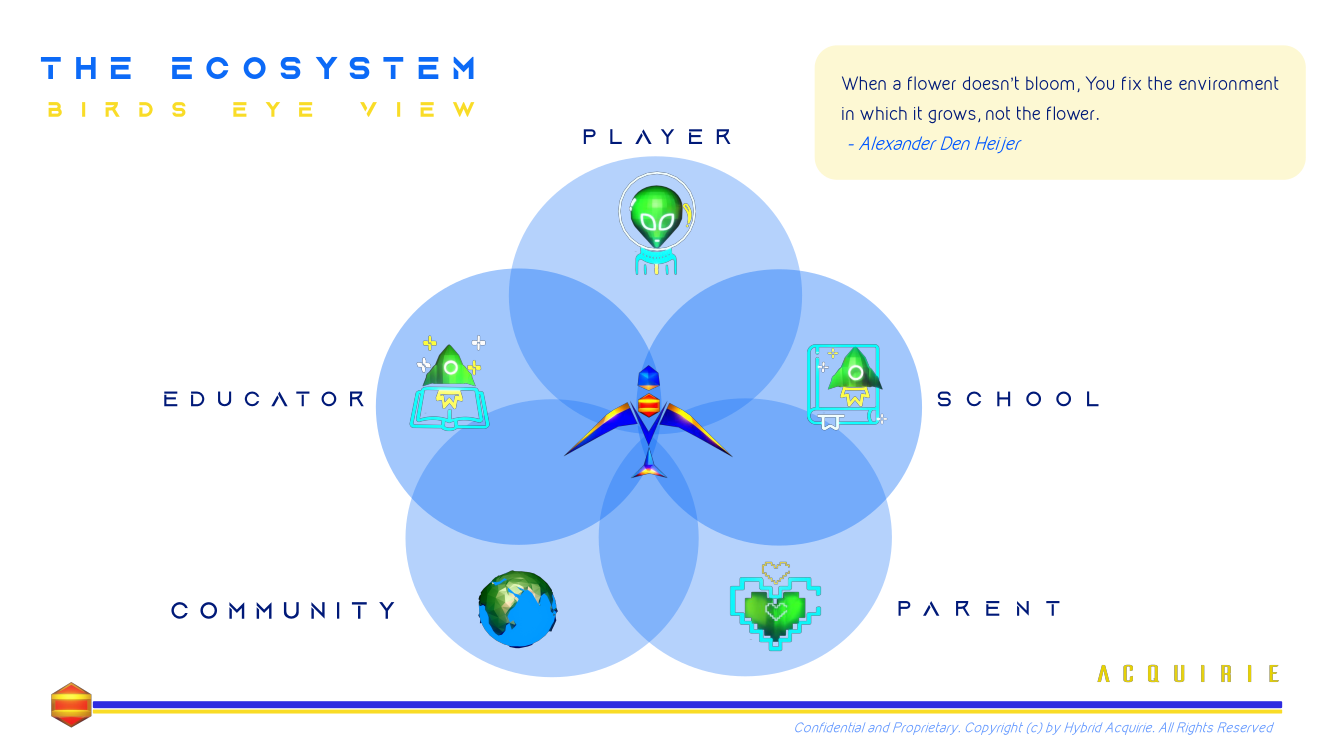 THE ECOSYSTEM
BIRDS EYE VIEW
When a flower doesn't bloom, You fix the environment
in which it grows, not the flower.
- Alexander Den Heijer
PLAYER
EDUCATOR
SCHOOL
COMMUNITY
PARENT
ACQUIRIE
Confidential and Proprietary. Copyright (c) by Hybrid Acquirie. All Rights Reserved